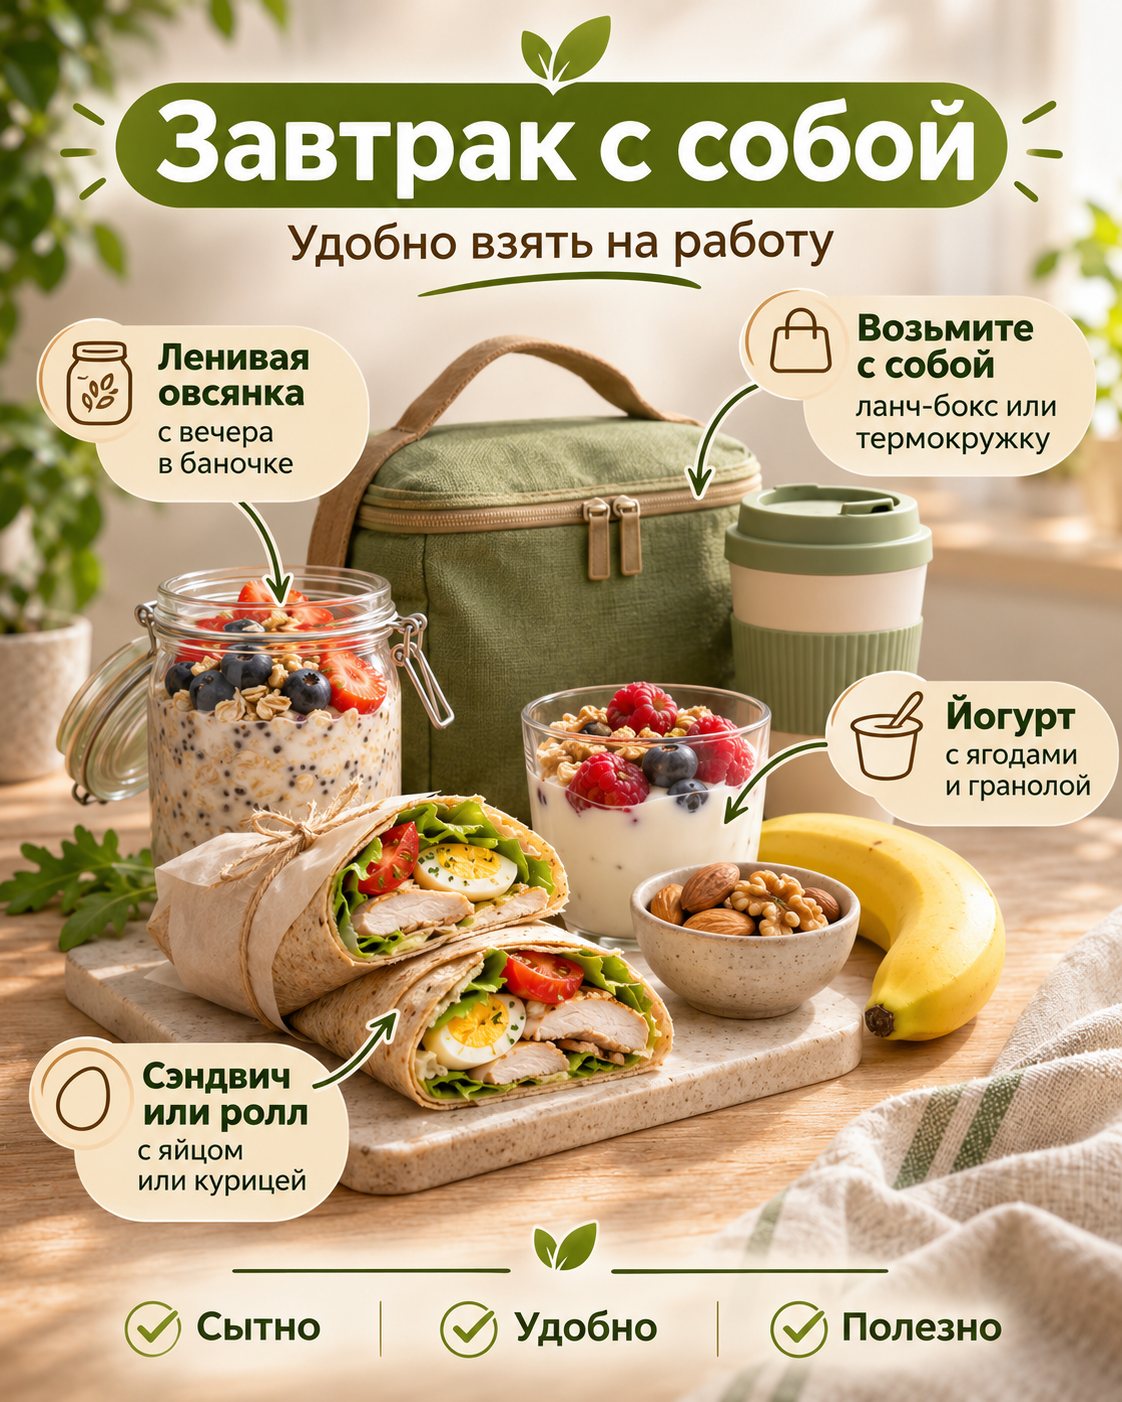 Завтрак с собой
Удобно взять на работу
Ленивая
овсянка
с вечера
в баночке
Возьмите
с собой
ланч-бокс или
термокружку
Йогурт
с ягодами
и гранолой
Сэндвич
или ролл
с яйцом
или курицей
Сытно
Удобно
Полезно